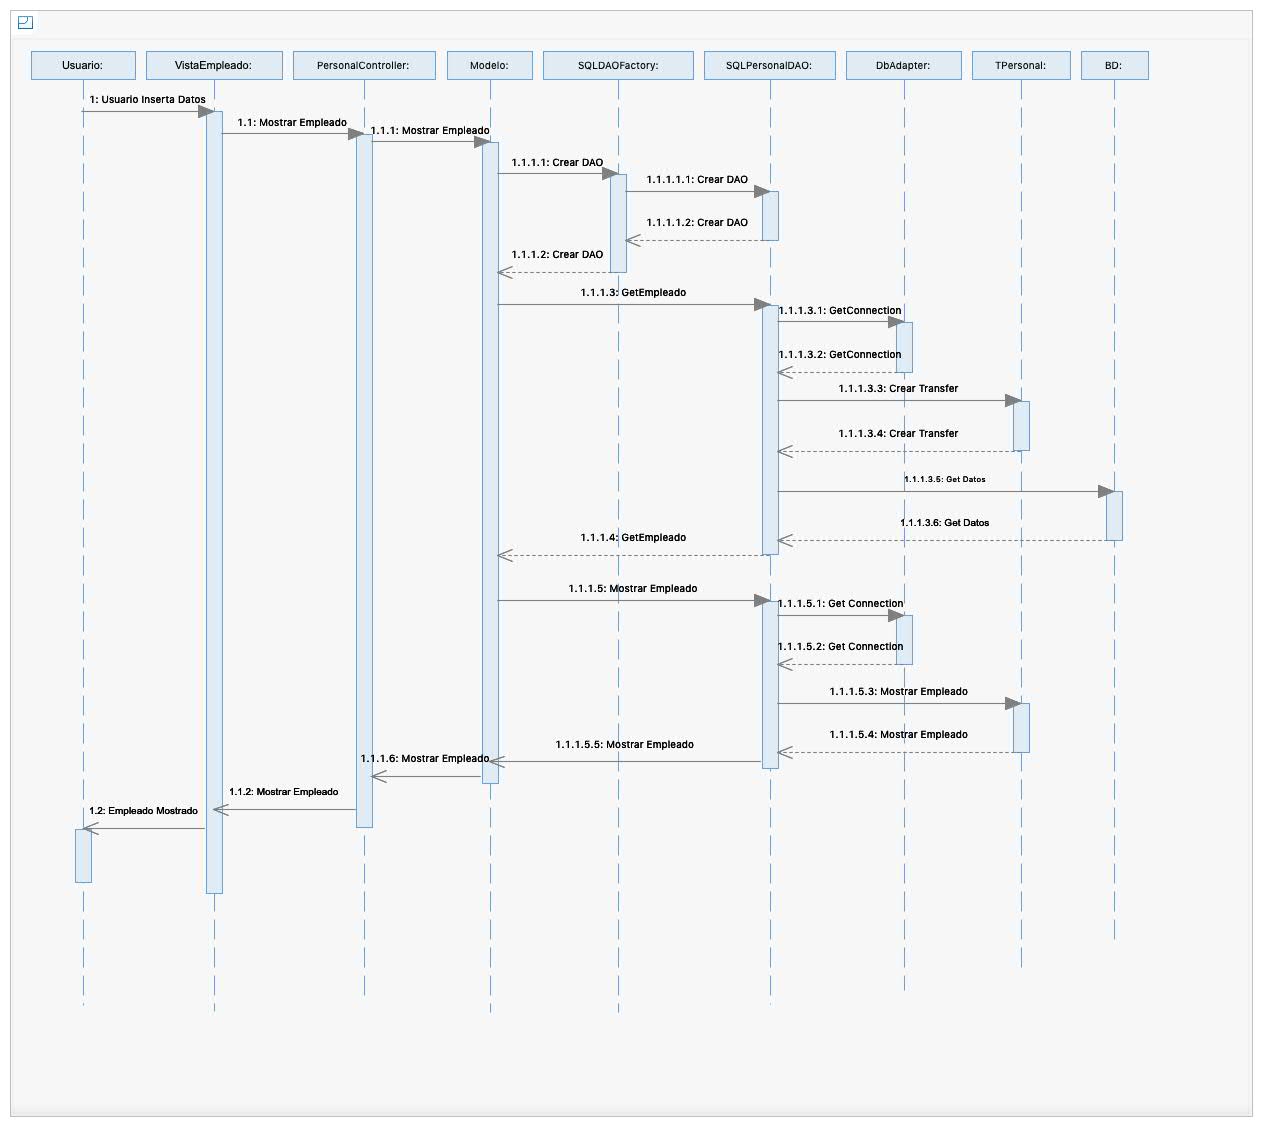 Usuario:
VistaEmpleado:
PersonalController:
Modelo:
SQLDAOFactory:
SQLPersonalDAO:
DbAdapter:
TPersonal:
BD:
1: Usuario Inserta Datos
1.1: Mostrar Empleado
1.1.1: Mostrar Empleado
1.1.1.1: Crear DAO
1.1.1.1.1: Crear DAO
1.1.1.1.2: Crear DAO
1.1.1.2: Crear DAO
1.1.1.3: GetEmpleado
1.1.1.3.1: GetConnection
1.1.1.3.2: GetConnection
1.1.1.3.3: Crear Transfer
1.1.1.3.4: Crear Transfer
1.1.1.3.5: Get Datos
1.1.1.3.6: Get Datos
1.1.1.4: GetEmpleado
1.1.1.5: Mostrar Empleado
1.1.1.5.1: Get Connection
1.1.1.5.2: Get Connection
1.1.1.5.3: Mostrar Empleado
1.1.1.5.4: Mostrar Empleado
1.1.1.5.5: Mostrar Empleado
1.1.1.6: Mostrar Empleado
1.1.2: Mostrar Empleado
1.2: Empleado Mostrado